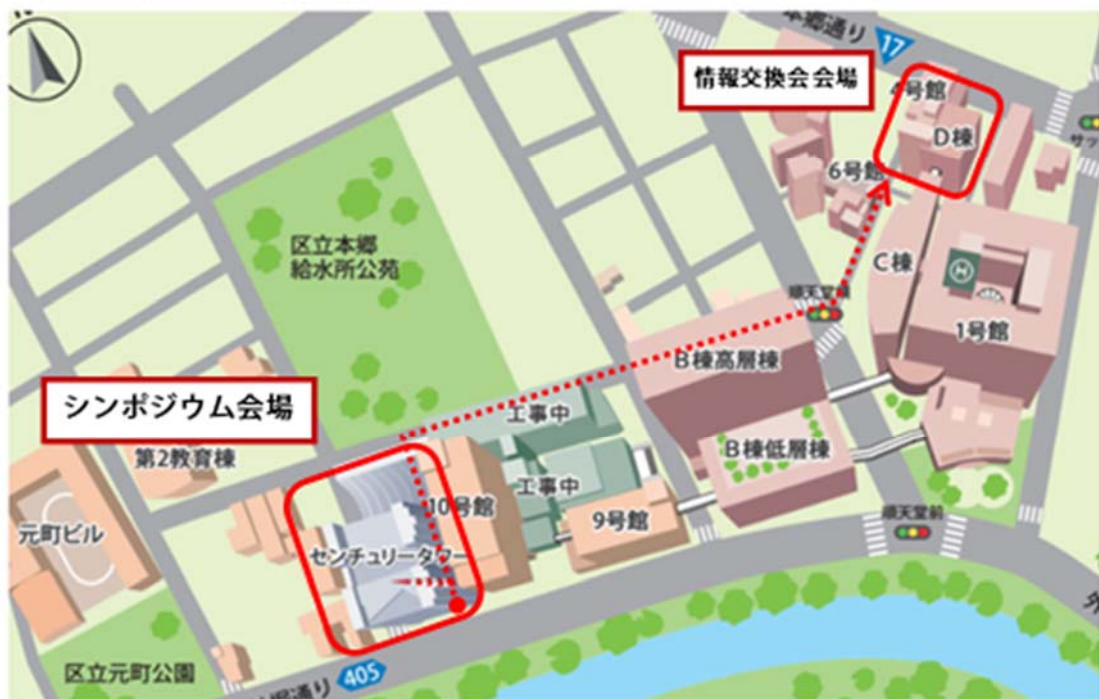 本郷通り
17
情報交換会会場
4号館
D棟
6号館
区立本郷
給水所公苑
C棟
順天堂前
H
1号館
B棟高層棟
シンポジウム会場
工事中
第2教育棟
B棟低層棟
工事中
10号館
9号館
元町ビル
順天堂前
センチュリータワー
区立元町公園
405